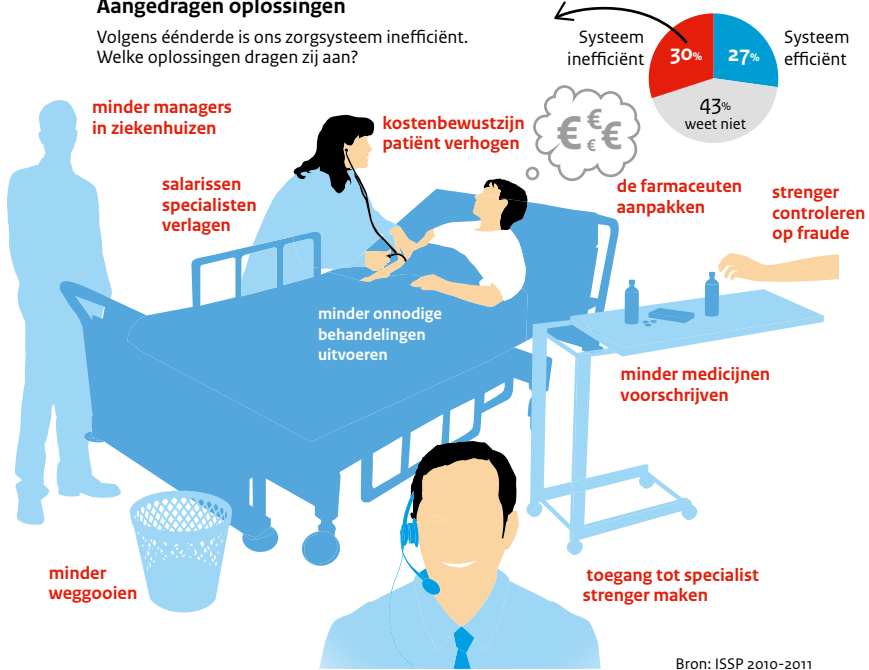 Aangedragen oplossingen
Volgens éénderde is ons zorgsysteem inefficiënt.
Welke oplossingen dragen zij aan?
Systeem
inefficiënt
30%
27%
Systeem
efficiënt
43%
weet niet
minder managers
in ziekenhuizen
kostenbewustzijn
patiënt verhogen
€ € € €
salarissen
specialisten
verlagen
de farmaceuten
aanpakken
strenger
controleren
op fraude
minder onnodige
behandelingen
uitvoeren
minder medicijnen
voorschrijven
minder
weggooien
toegang tot specialist
strenger maken
Bron: ISSP 2010-2011